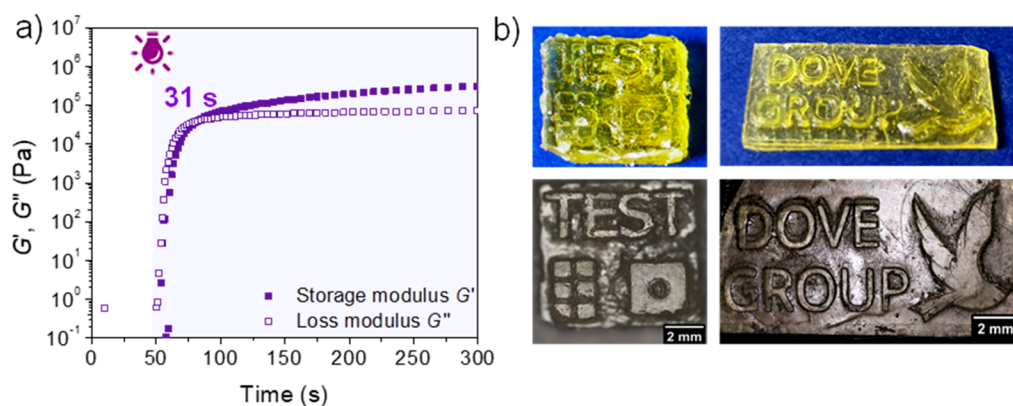 a)
10⁷
10⁶
10⁵
10⁴
10³
10²
10¹
10⁰
10⁻¹
G', G" (Pa)
31 s
Storage modulus G'
Loss modulus G"
0
50
100
150
200
250
300
Time (s)
b)
TEST
DOVE
GROUP
TEST
2 mm
DOVE
GROUP
2 mm